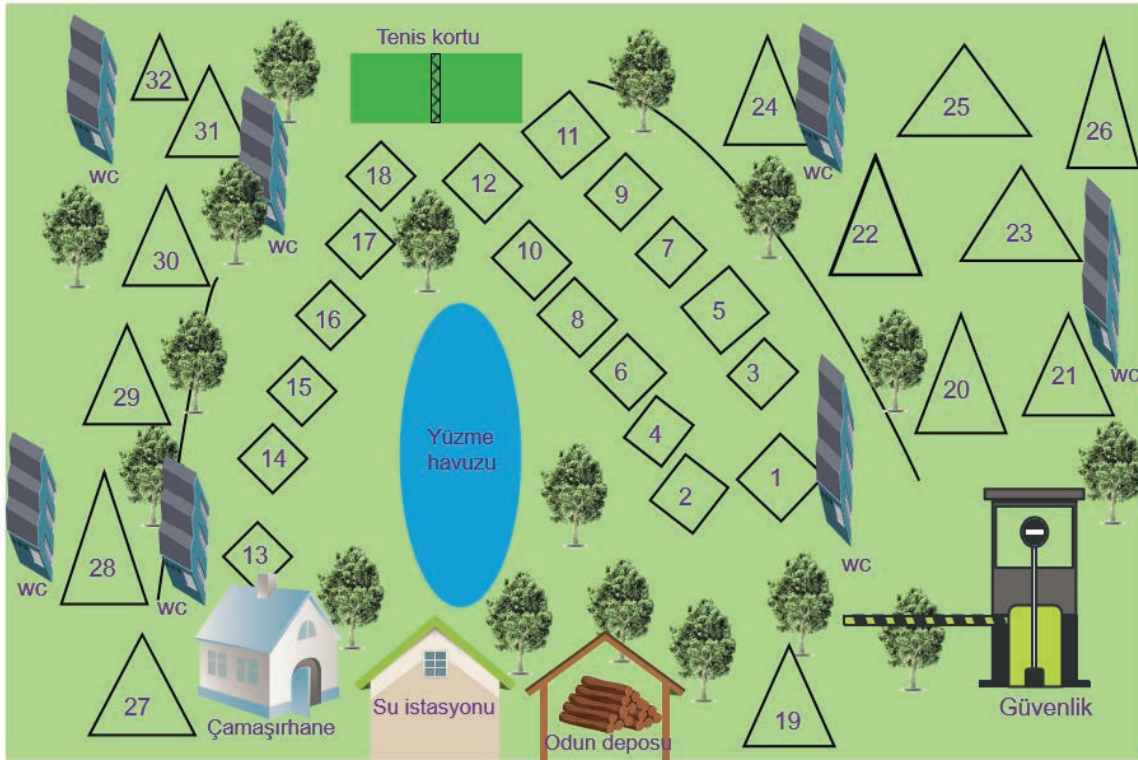 Tenis kortu
32
24
25
26
31
11
WC
WC
18
12
9
22
23
17
7
WC
30
10
16
8
5
WC
29
15
6
3
20
21
Yüzme
havuzu
14
4
1
2
28
13
WC
WC
WC
27
Çamaşırhane
Su istasyonu
Odun deposu
19
Güvenlik